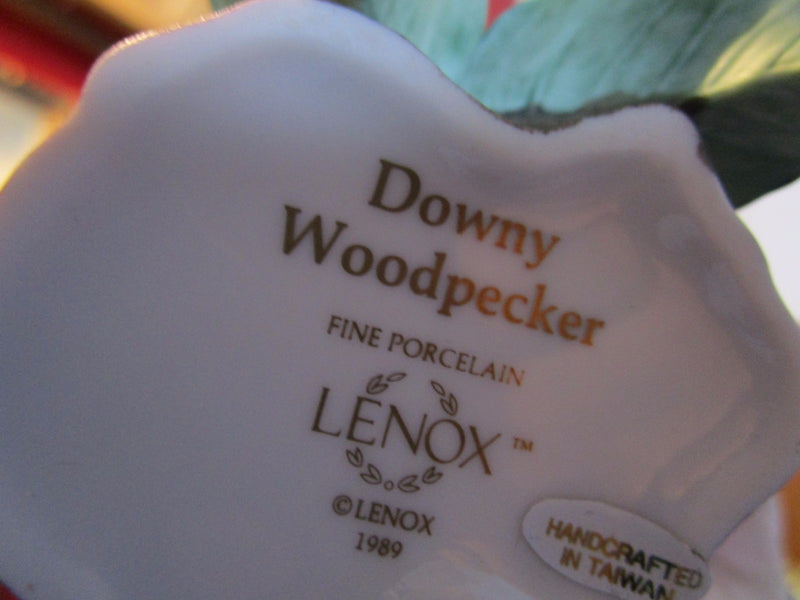 Downy
Woodpecker
FINE PORCELAIN
LENOX™
©LENOX
1989
HANDCRAFTED
IN TAIWAN